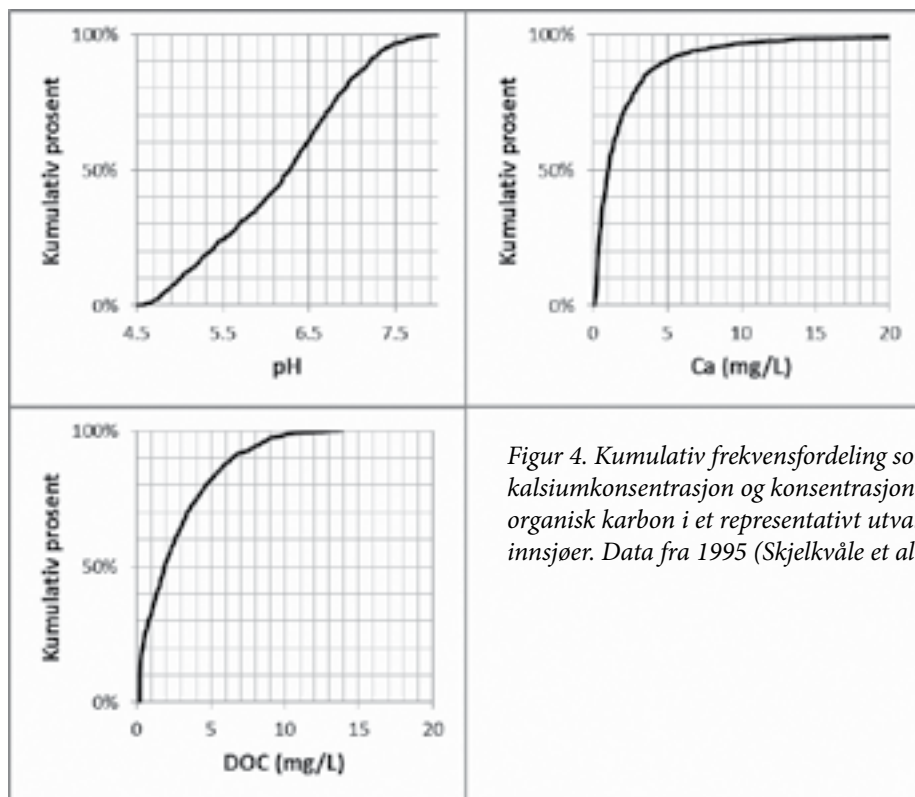 100%
50%
0%
Kumulativ prosent
4.5 5.5 6.5 7.5
pH
100%
50%
0%
Kumulativ prosent
0 5 10 15 20
Ca (mg/L)
100%
50%
0%
Kumulativ prosent
0 5 10 15 20
DOC (mg/L)
Figur 4. Kumulativ frekvensfordeling so
kalsiumkonsentrasjon og konsentrasjon
organisk karbon i et representativt utva
innsjøer. Data fra 1995 (Skjelkvåle et al